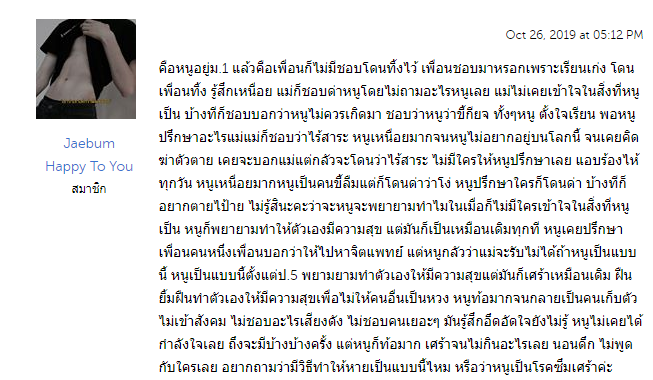 Oct 26, 2019 at 05:12 PM
Jaebum
Happy To You
สมาชิก
คือหนูอยู่ม.1 แล้วคือเพื่อนก็ไม่มีชอบโดนทิ้งไว้ เพื่อนชอบมาหรอกเพราะเรียนเก่ง โดน
เพื่อนทิ้ง รู้สึกเหนื่อย แม่ก็ชอบด่าหนูโดยไม่ถามอะไรหนูเลย แม่ไม่เคยเข้าใจในสิ่งที่หนู
เป็น บ้างทีก็ชอบบอกว่าหนูไม่ควรเกิดมา ชอบว่าหนูว่าขี้กียจ ทั้งๆหนู ตั้งใจเรียน พอหนู
ปรึกษาอะไรแม่แม่ก็ชอบว่าไร้สาระ หนูเหนื่อยมากจนหนูไม่อยากอยู่บนโลกนี้ จนเคยคิด
ฆ่าตัวตาย เคยจะบอกแม่แต่กลัวจะโดนว่าไร้สาระ ไม่มีใครให้หนูปรึกษาเลย แอบร้องไห้
ทุกวัน หนูเหนื่อยมากหนูเป็นคนขี้ลืมแต่ก็โดนด่าว่าโง่ หนูปรึกษาใครก็โดนด่า บ้างทีก็
อยากตายไป้าย ไม่รู้สินะคะว่าจะหนูจะพยายามทำไมในเมื่อก็ไม่มีใครเข้าใจในสิ่งที่หนู
เป็น หนูก็พยายามทำให้ตัวเองมีความสุข แต่มันก็เป็นเหมือนเดิมทุกที หนูเคยปรึกษา
เพื่อนคนหนึ่งเพื่อนบอกว่าให้ไปหาจิตแพทย์ แต่หนูกลัวว่าแม่จะรับไม่ได้ถ้าหนูเป็นแบบ
นี้ หนูเป็นแบบนี้ตั้งแต่ป.5 พยามยามทำตัวเองให้มีความสุขแต่มันก็เศร้าเหมือนเดิม ฝืน
ยิ้มฝืนทำตัวเองให้มีความสุขเพื่อไม่ให้คนอื่นเป็นหวง หนูท้อมากจนกลายเป็นคนเก็บตัว
ไม่เข้าสังคม ไม่ชอบอะไรเสียงดัง ไม่ชอบคนเยอะๆ มันรู้สึกอึดอัดใจยังไม่รู้ หนูไม่เคยได้
กำลังใจเลย ถึงจะมีบ้างบ้างครั้ง แต่หนูก็ท้อมาก เศร้าจนไม่กินอะไรเลย นอนดึก ไม่พูด
กับใครเลย อยากถามว่ามีวิธีทำให้หายเป็นแบบนี้ไหม หรือว่าหนูเป็นโรคซึ่มเศร้าค่ะ